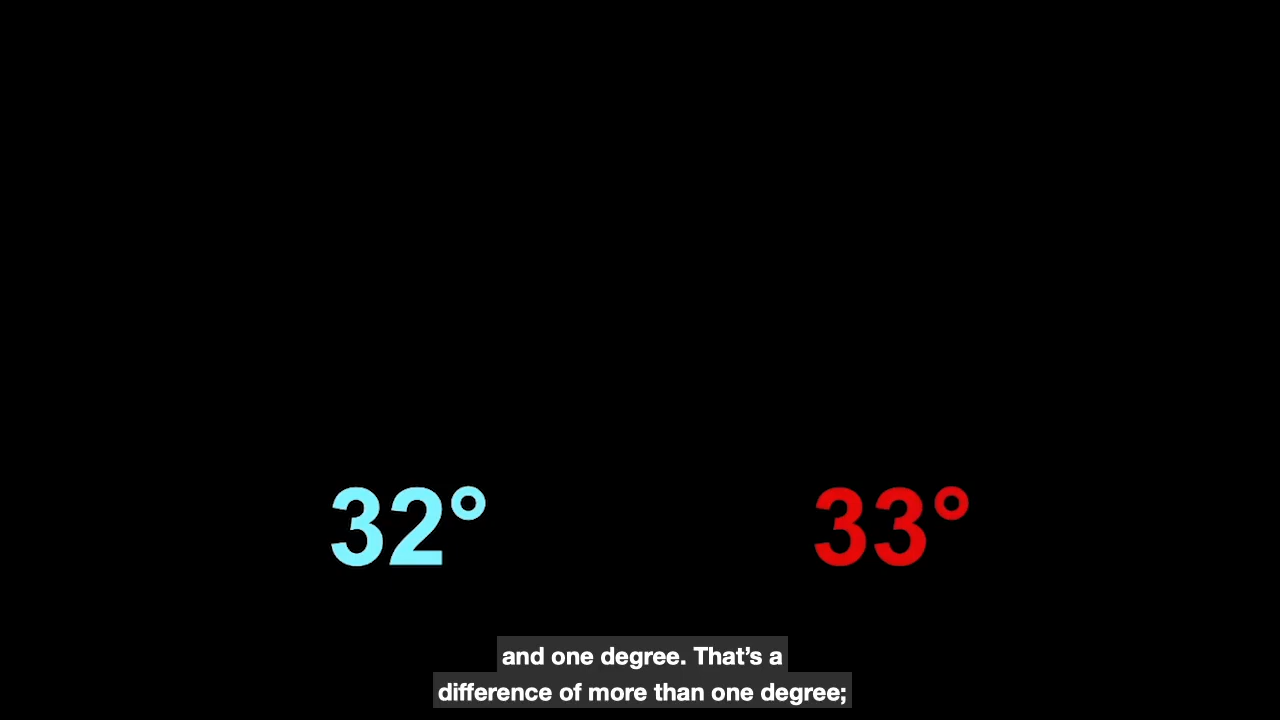 32° 33°
and one degree. That’s a
difference of more than one degree;